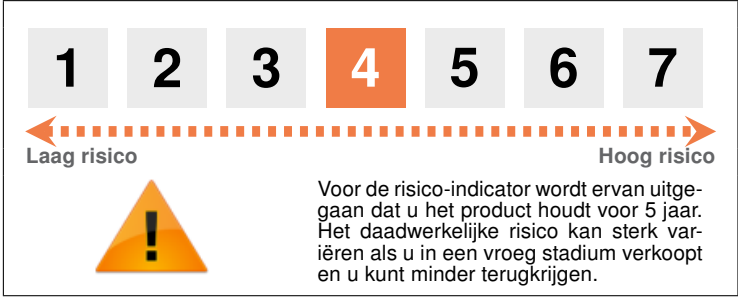 1 2 3 4 5 6 7
Laag risico Hoog risico
!
Voor de risico-indicator wordt ervan uitge-
gaan dat u het product houdt voor 5 jaar.
Het daadwerkelijke risico kan sterk var-
iëren als u in een vroeg stadium verkoopt
en u kunt minder terugkrijgen.